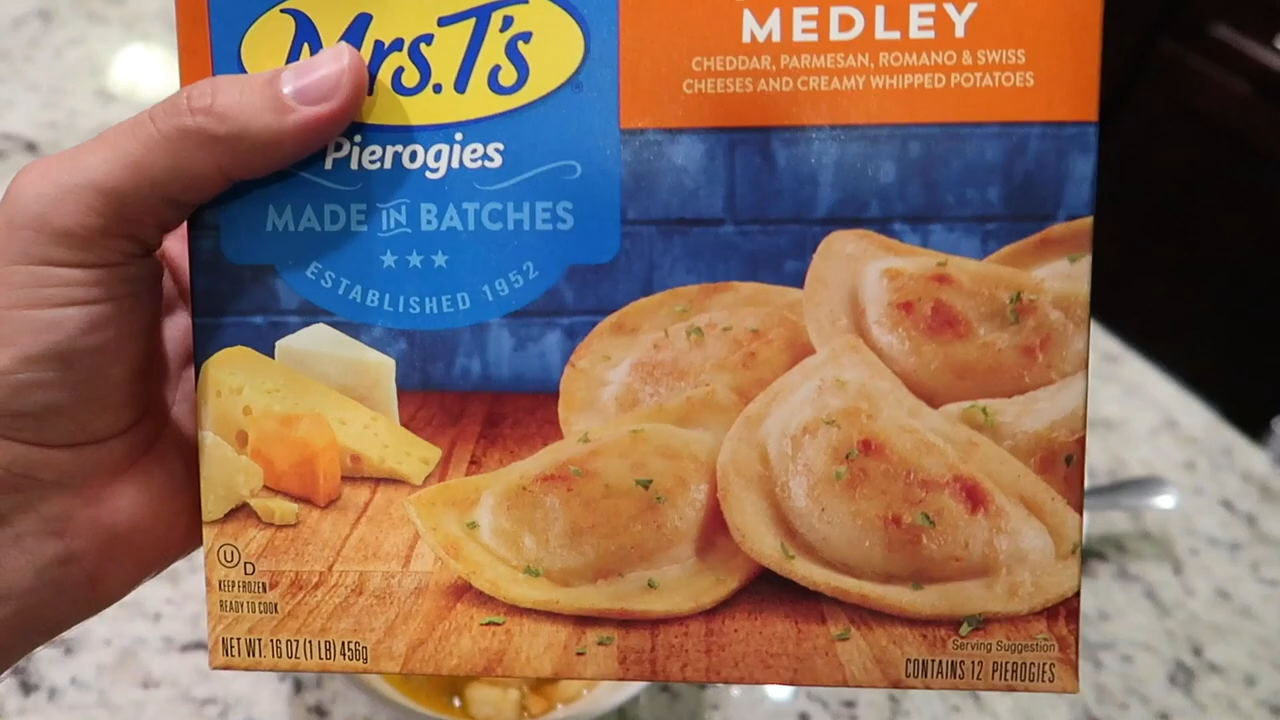 Mrs.T's
®
Pierogies
MADE IN BATCHES
ESTABLISHED 1952
MEDLEY
CHEDDAR, PARMESAN, ROMANO & SWISS
CHEESES AND CREAMY WHIPPED POTATOES
U
D
KEEP FROZEN
READY TO COOK
NET WT. 16 OZ (1 LB) 456g
Serving Suggestion
CONTAINS 12 PIEROGIES